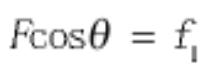 Fcosθ = f₁